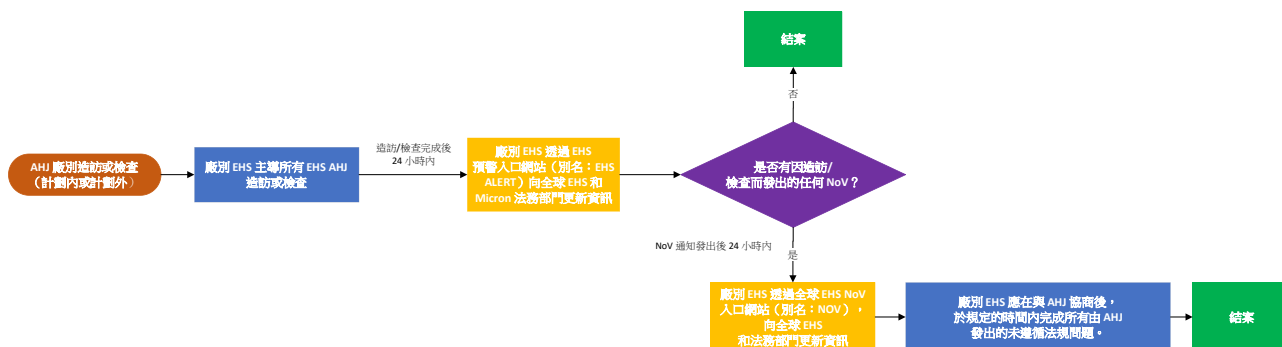 結案
否
AHJ 廠別造訪或檢查
（計劃內或計劃外）
廠別 EHS 主導所有 EHS AHJ
造訪或檢查
造訪/檢查完成後
24 小時內
廠別 EHS 透過 EHS
預警入口網站（別名：EHS
ALERT）向全球 EHS 和
Micron 法務部門更新資訊
是否有因造訪/
檢查而發出的任何 NoV？
NoV 通知發出後 24 小時內
是
廠別 EHS 透過全球 EHS NoV
入口網站（別名：NOV），
向全球 EHS
和法務部門更新資訊
廠別 EHS 應在與 AHJ 協商後，
於規定的時間內完成所有由 AHJ
發出的未遵循法規問題。
結案